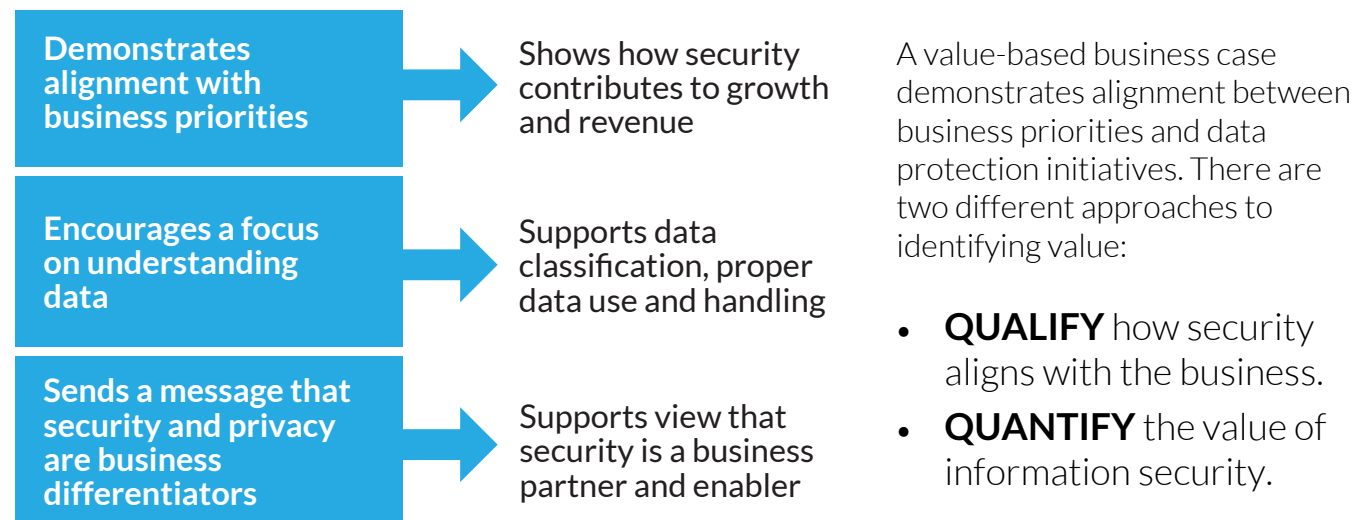 Demonstrates
alignment with
business priorities
Shows how security
contributes to growth
and revenue
Encourages a focus
on understanding
data
Supports data
classification, proper
data use and handling
Sends a message that
security and privacy
are business
differentiators
Supports view that
security is a business
partner and enabler
A value-based business case
demonstrates alignment between
business priorities and data
protection initiatives. There are
two different approaches to
identifying value:
• QUALIFY how security
aligns with the business.
• QUANTIFY the value of
information security.